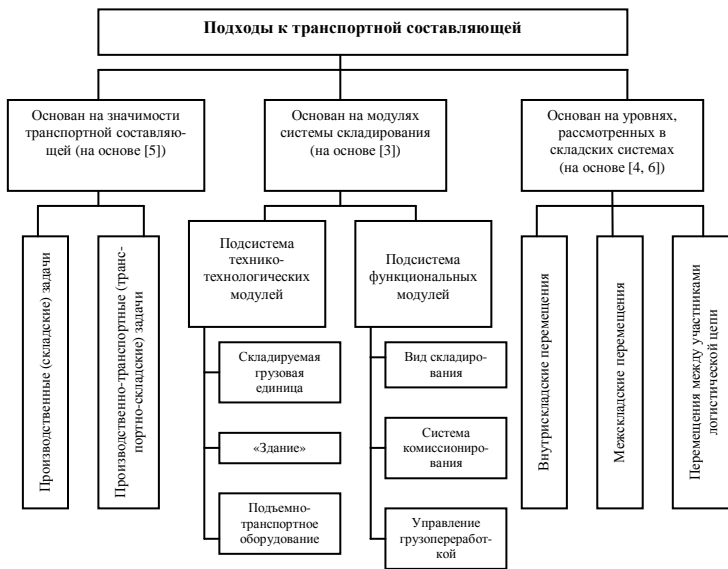 Подходы к транспортной составляющей
Основан на значимости
транспортной составляю-
щей (на основе [5])
Основан на модулях
системы складирования
(на основе [3])
Основан на уровнях,
рассмотренных в
складских системах
(на основе [4, 6])
Производственные (складские) задачи
Производственно-транспортные (транс-
портно-складские) задачи
Подсистема
технико-
технологических
модулей
Складируемая
грузовая
единица
«Здание»
Подъемно-
транспортное
оборудование
Подсистема
функциональных
модулей
Вид складиро-
вания
Система
комиссиониро-
вания
Управление
грузопереработ-
кой
Внутрискладские перемещения
Межскладские перемещения
Перемещения между участниками
логистической цепи